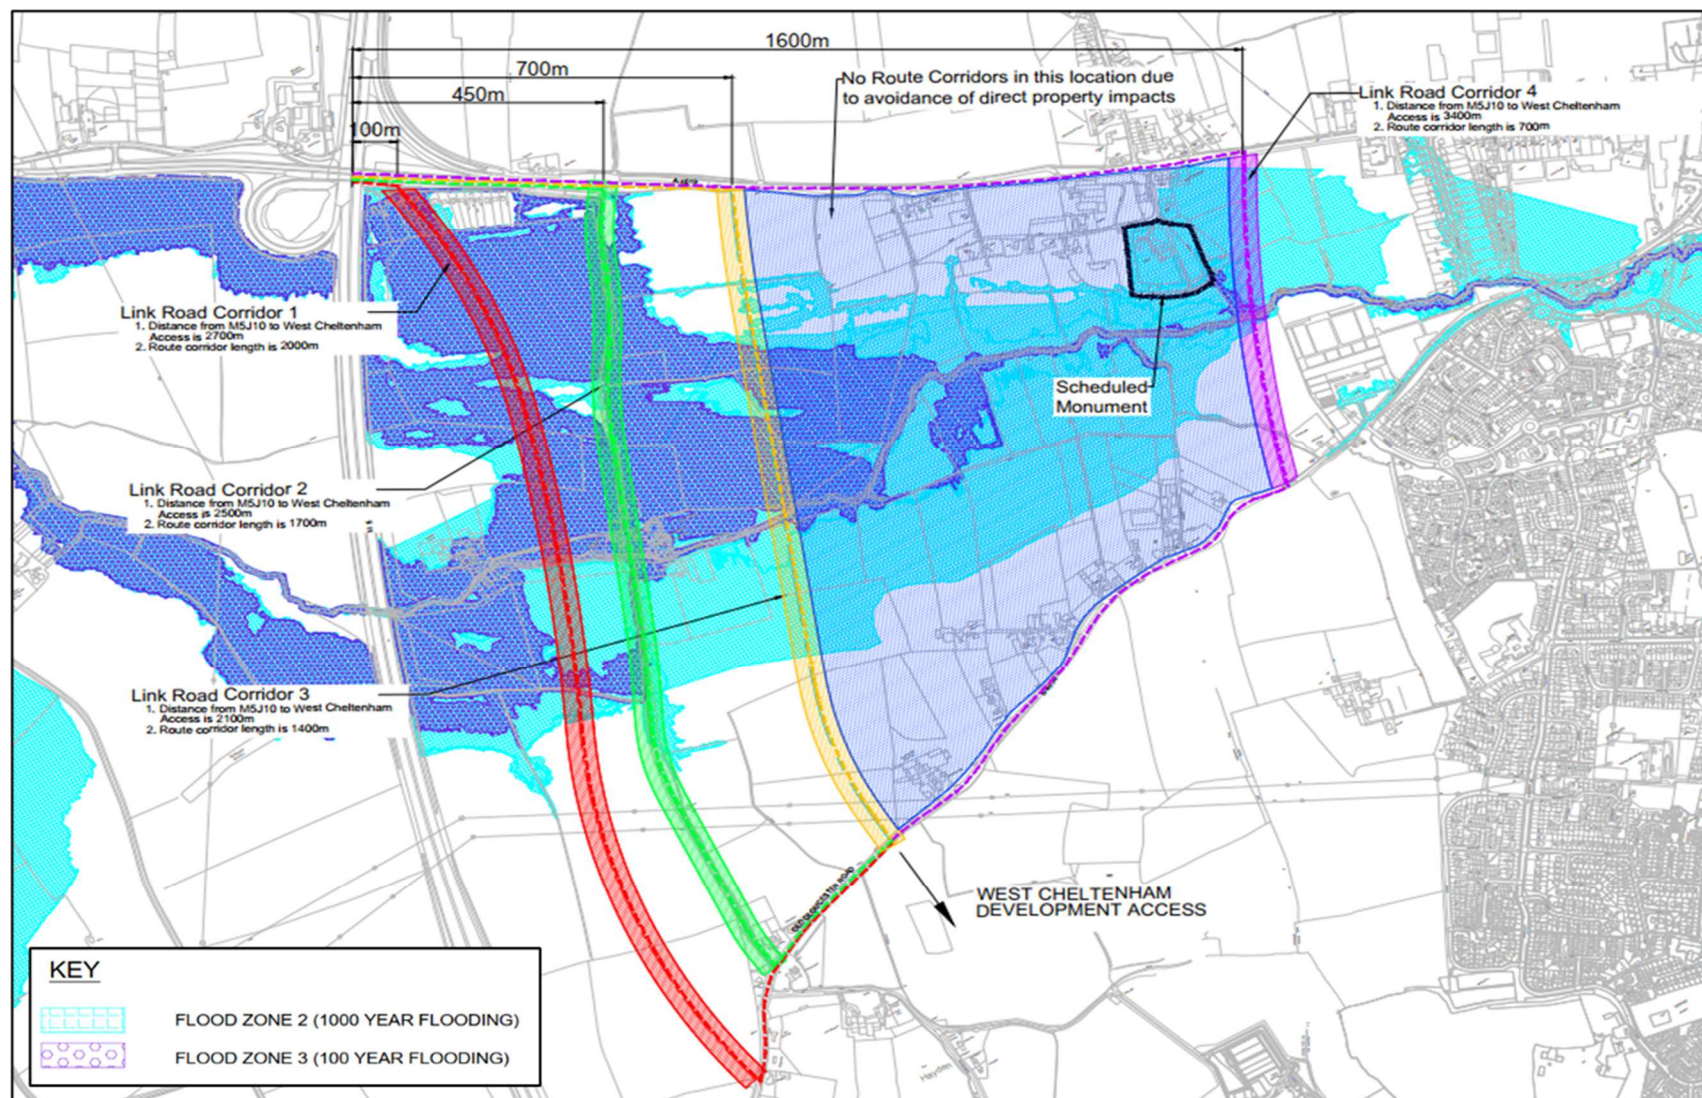 1600m
700m
450m
100m
No Route Corridors in this location due
to avoidance of direct property impacts
Link Road Corridor 4
1. Distance from M5J10 to West Cheltenham
Access is 3400m
2. Route corridor length is 700m
Link Road Corridor 1
1. Distance from M5J10 to West Cheltenham
Access is 2700m
2. Route corridor length is 2000m
Scheduled
Monument
Link Road Corridor 2
1. Distance from M5J10 to West Cheltenham
Access is 2500m
2. Route corridor length is 1700m
Link Road Corridor 3
1. Distance from M5J10 to West Cheltenham
Access is 2100m
2. Route corridor length is 1400m
OLD GLOUCESTER ROAD
WEST CHELTENHAM
DEVELOPMENT ACCESS
KEY
FLOOD ZONE 2 (1000 YEAR FLOODING)
FLOOD ZONE 3 (100 YEAR FLOODING)
Hayden